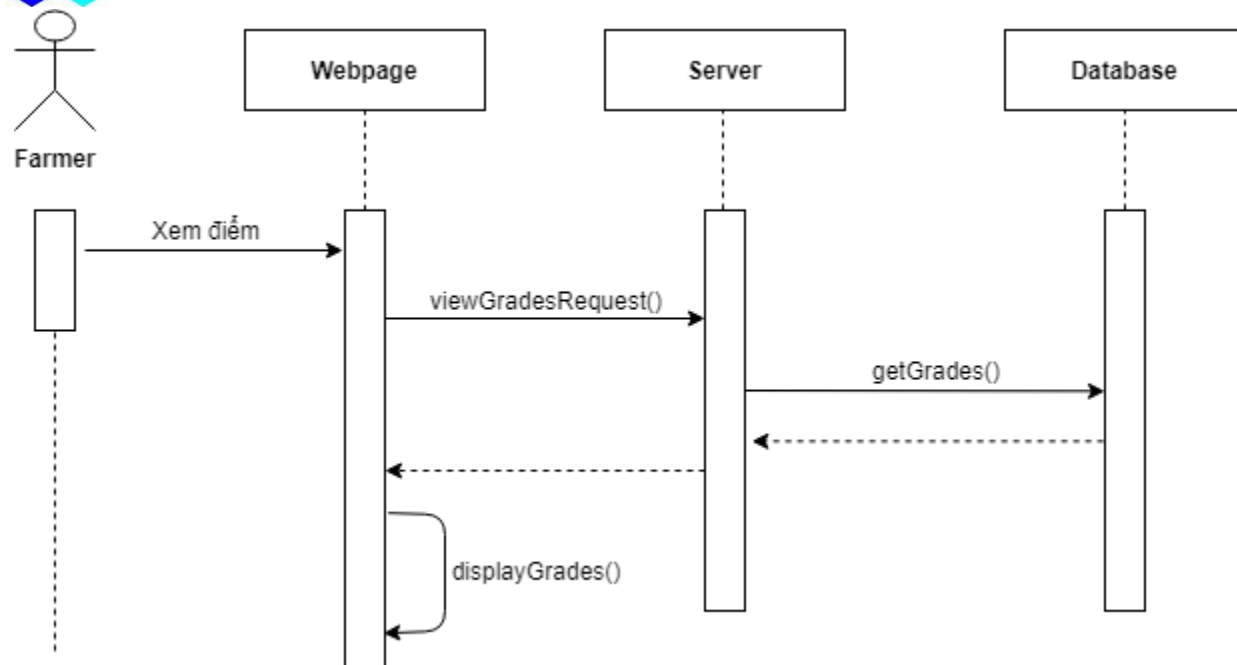 Webpage
Server
Database
Farmer
Xem điểm
viewGradesRequest()
getGrades()
displayGrades()